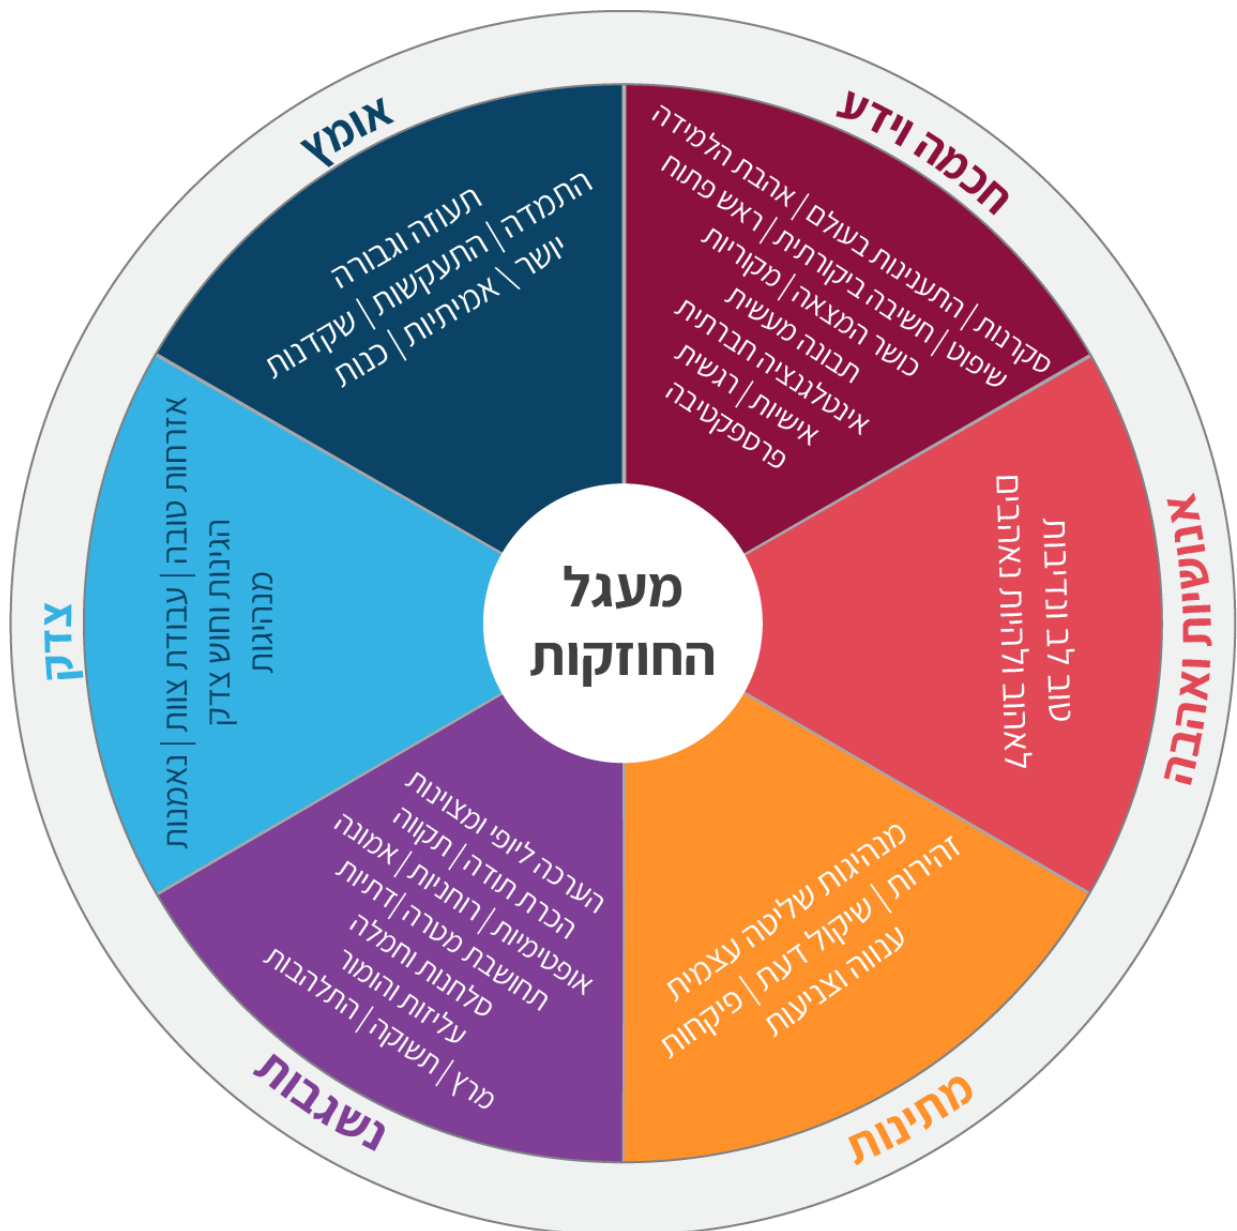 מעגל
החוזקות
חכמה וידע
סקרנות | התענינות בעולם | אהבת הלמידה
שיפוט | חשיבה ביקורתית | ראש פתוח
כושר המצאה | מקוריות
תבונה מעשית
אינטלגנציה חברתית
אישיות | רגשית
פרספקטיבה
אנושיות ואהבה
טוב לב ונדיבות
לאהוב ולהיות נאהבים
מתינות
מנהיגות שליטה עצמית
זהירות | שיקול דעת | פיקחות
ענווה וצניעות
נשגבות
הערכה ליופי ומצוינות
הכרת תודה | תקווה
אופטימיות | רוחניות | אמונה
תחושבת מטרה|דתיות
סלחנות וחמלה
עליזות והומור
מרץ | תשוקה | התלהבות
צדק
אזרחות טובה | עבודת צוות | נאמנות
הגינות וחוש צדק
מנהיגות
אומץ
תעוזה וגבורה
התמדה | התעקשות | שקדנות
יושר \ אמיתיות | כנות